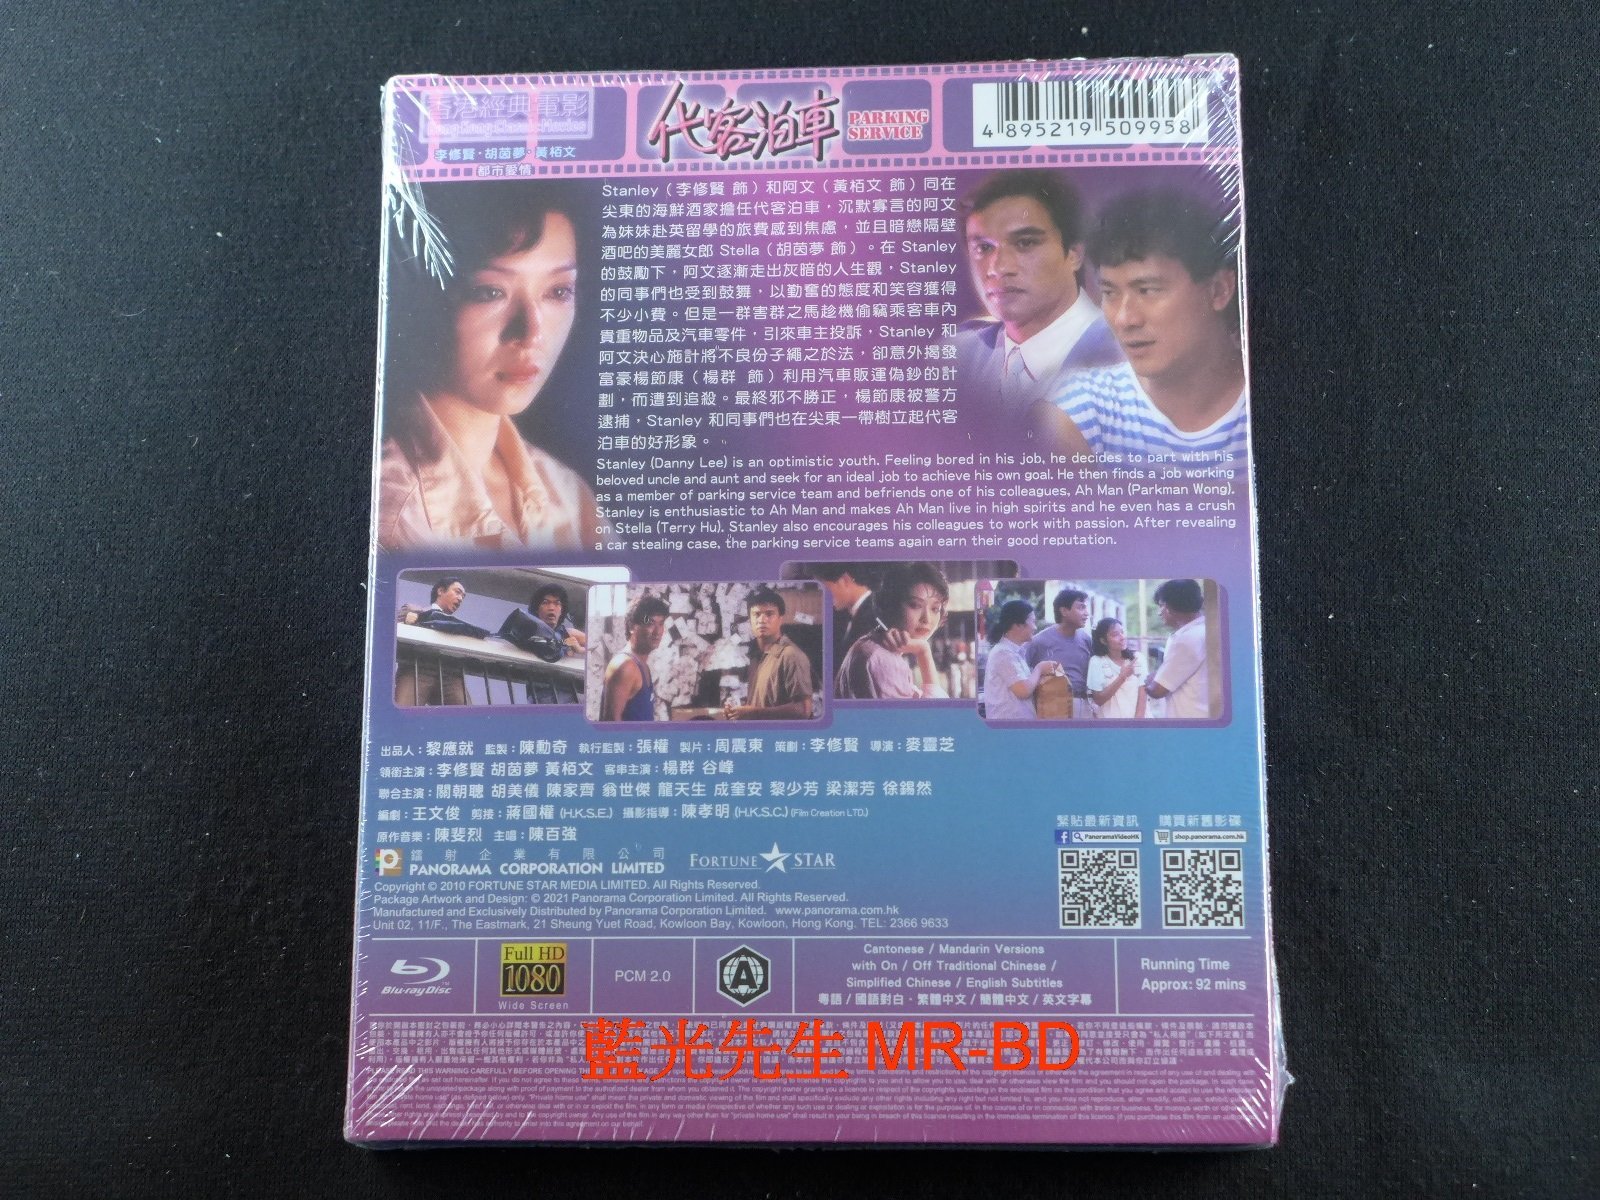 香港經典電影
Hong Kong Classic Movies
李修賢‧胡茵夢‧黃栢文
都市愛情
代客泊車
PARKING
SERVICE
4 895219 509958
Stanley（李修賢 飾）和阿文（黃栢文 飾）同在
尖東的海鮮酒家擔任代客泊車，沉默寡言的阿文
為妹妹赴英留學的旅費感到焦慮，並且暗戀隔壁
酒吧的美麗女郎 Stella（胡茵夢 飾）。在 Stanley
的鼓勵下，阿文逐漸走出灰暗的人生觀，Stanley
的同事們也受到鼓舞，以勤奮的態度和笑容獲得
不少小費。但是一群害群之馬趁機偷竊乘客車內
貴重物品及汽車零件，引來車主投訴，Stanley 和
阿文決心施計將不良份子繩之於法，卻意外揭發
富豪楊節康（楊群 飾）利用汽車販運偽鈔的計
劃，而遭到追殺。最終邪不勝正，楊節康被警方
逮捕，Stanley 和同事們也在尖東一帶樹立起代客
泊車的好形象。
Stanley (Danny Lee) is an optimistic youth. Feeling bored in his job, he decides to part with his
beloved uncle and aunt and seek for an ideal job to achieve his own goal. He then finds a job working
as a member of parking service team and befriends one of his colleagues, Ah Man (Parkman Wong).
Stanley is enthusiastic to Ah Man and makes Ah Man live in high spirits and he even has a crush
on Stella (Terry Hu). Stanley also encourages his colleagues to work with passion. After revealing
a car stealing case, the parking service teams again earn their good reputation.
出品人：黎應就 監製：陳勳奇 執行監製：張權 製片：周震東 策劃：李修賢 導演：麥靈芝
領銜主演：李修賢 胡茵夢 黃栢文 客串主演：楊群 谷峰
聯合主演：關朝聰 胡美儀 陳家齊 翁世傑 龍天生 成奎安 黎少芳 梁潔芳 徐錫然
編劇：王文俊 剪接：蔣國權 (H.K.S.E.) 攝影指導：陳孝明 (H.K.S.C.) (Film Creation LTD.)
原作音樂：陳斐烈 主唱：陳百強
緊貼最新資訊
PanoramaVideoHK
購買新舊影碟
shop.panorama.com.hk
鐳射企業有限公司
PANORAMA CORPORATION LIMITED
FORTUNE STAR
Copyright © 2010 FORTUNE STAR MEDIA LIMITED. All Rights Reserved.
Package Artwork and Design: © 2021 Panorama Corporation Limited. All Rights Reserved.
Manufactured and Exclusively Distributed by Panorama Corporation Limited. www.panorama.com.hk
Unit 02, 11/F., The Eastmark, 21 Sheung Yuet Road, Kowloon Bay, Kowloon, Hong Kong. TEL: 2366 9633
Blu-ray Disc
Full HD
1080
Wide Screen
PCM 2.0
A
Cantonese / Mandarin Versions
with On / Off Traditional Chinese /
Simplified Chinese / English Subtitles
粵語 / 國語對白‧繁體中文 / 簡體中文 / 英文字幕
Running Time
Approx: 92 mins
藍光先生 MR-BD